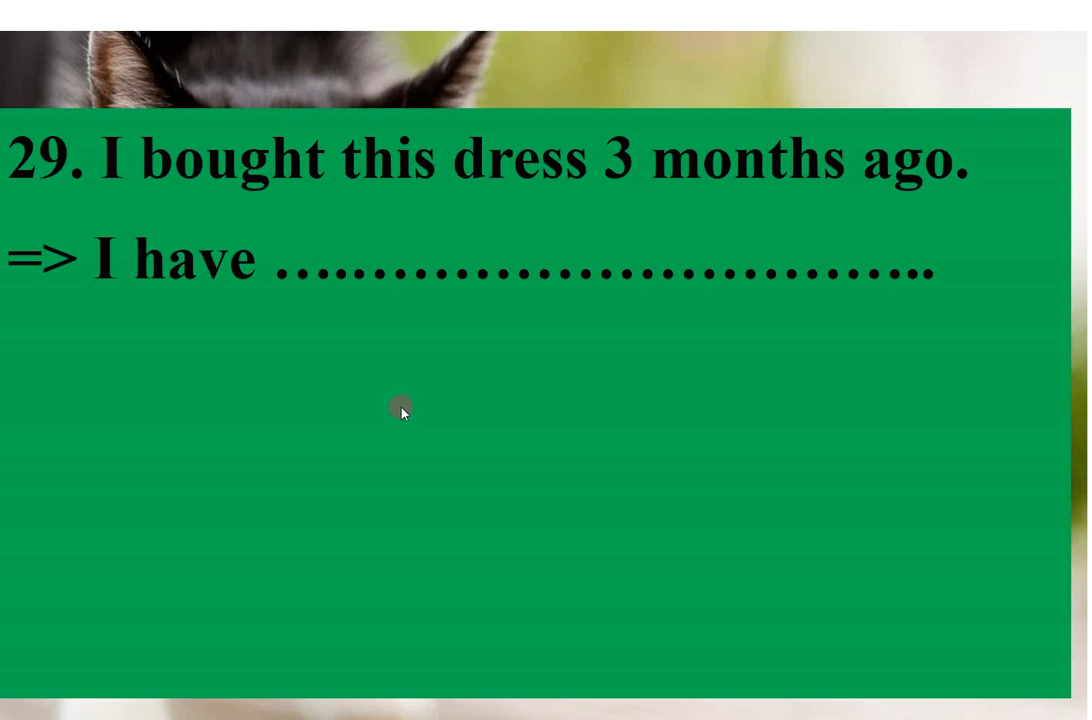 29. I bought this dress 3 months ago.
=> I have ….…………………………..